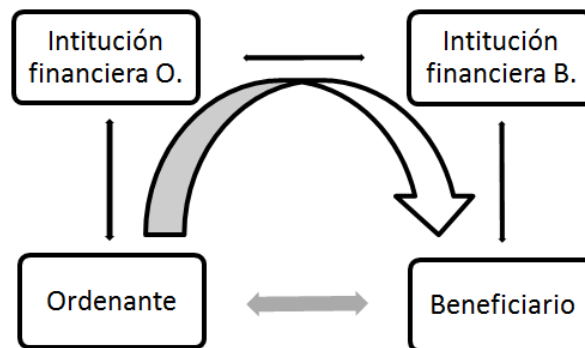 Intitución
financiera O.
Intitución
financiera B.
Ordenante
Beneficiario